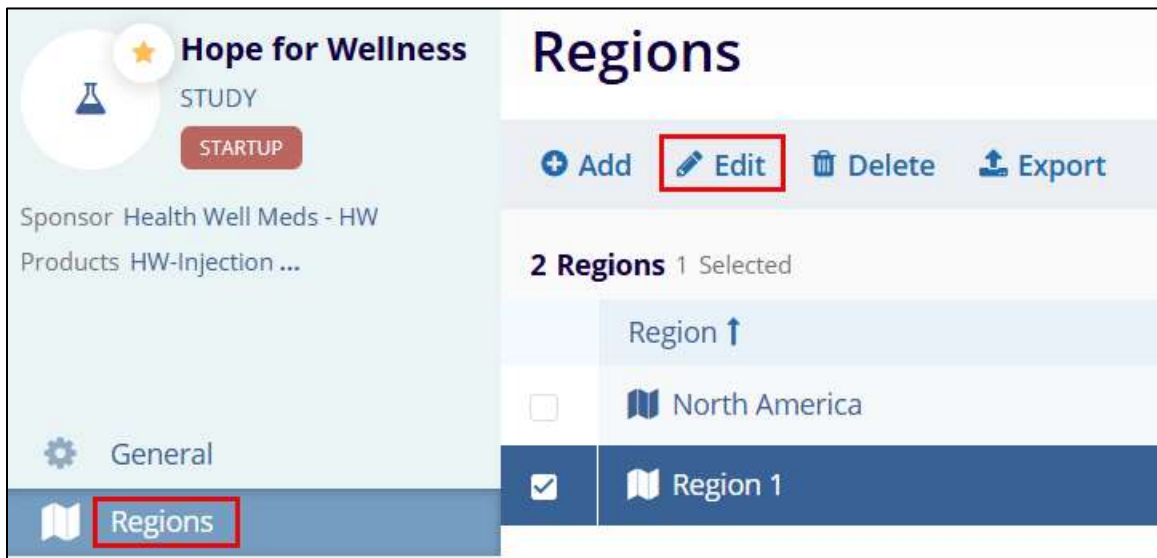 Hope for Wellness
STUDY
STARTUP
Sponsor Health Well Meds - HW
Products HW-Injection ...
General
Regions
Regions
Add Edit Delete Export
2 Regions 1 Selected
Region
North America
Region 1